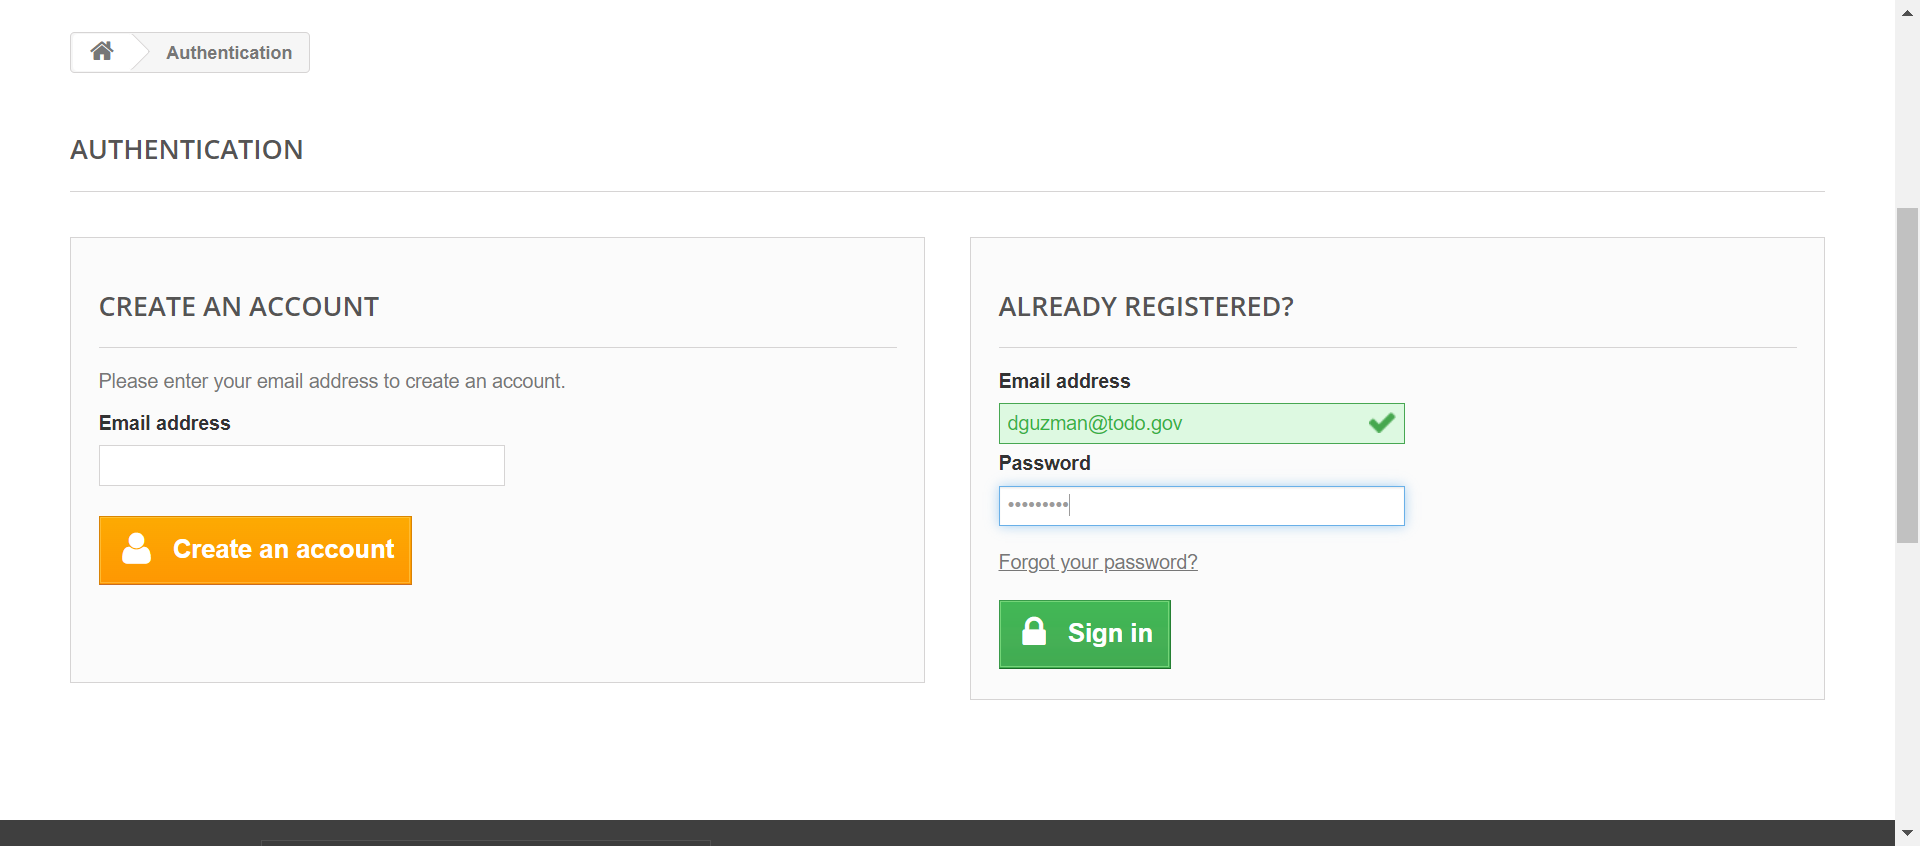 Authentication
AUTHENTICATION
CREATE AN ACCOUNT
Please enter your email address to create an account.
Email address
Create an account
ALREADY REGISTERED?
Email address
dguzman@todo.gov
Password
•••••••••
Forgot your password?
Sign in